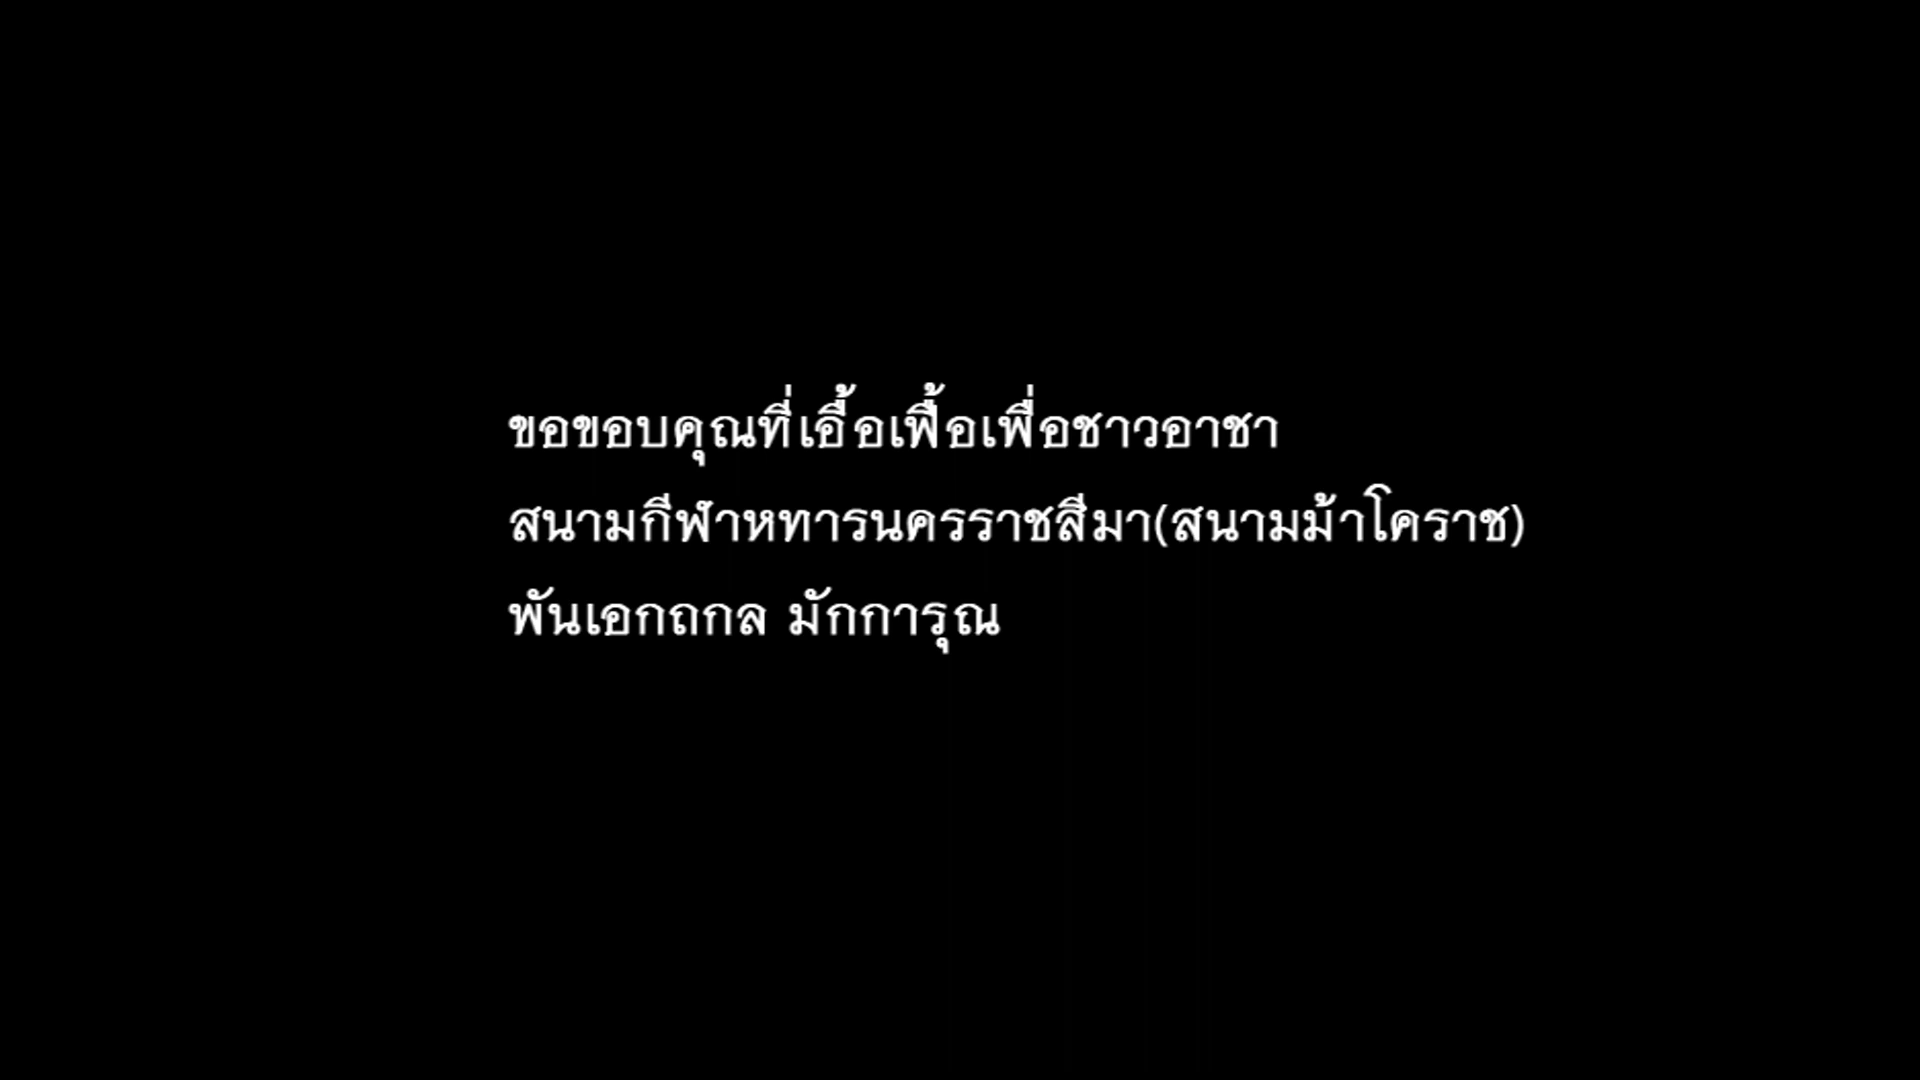 ขอขอบคุณที่เอื้อเฟื้อเพื่อชาวอาชา
สนามกีฬาหทารนครราชสีมา(สนามม้าโคราช)
พันเอกถกล มักการุณ